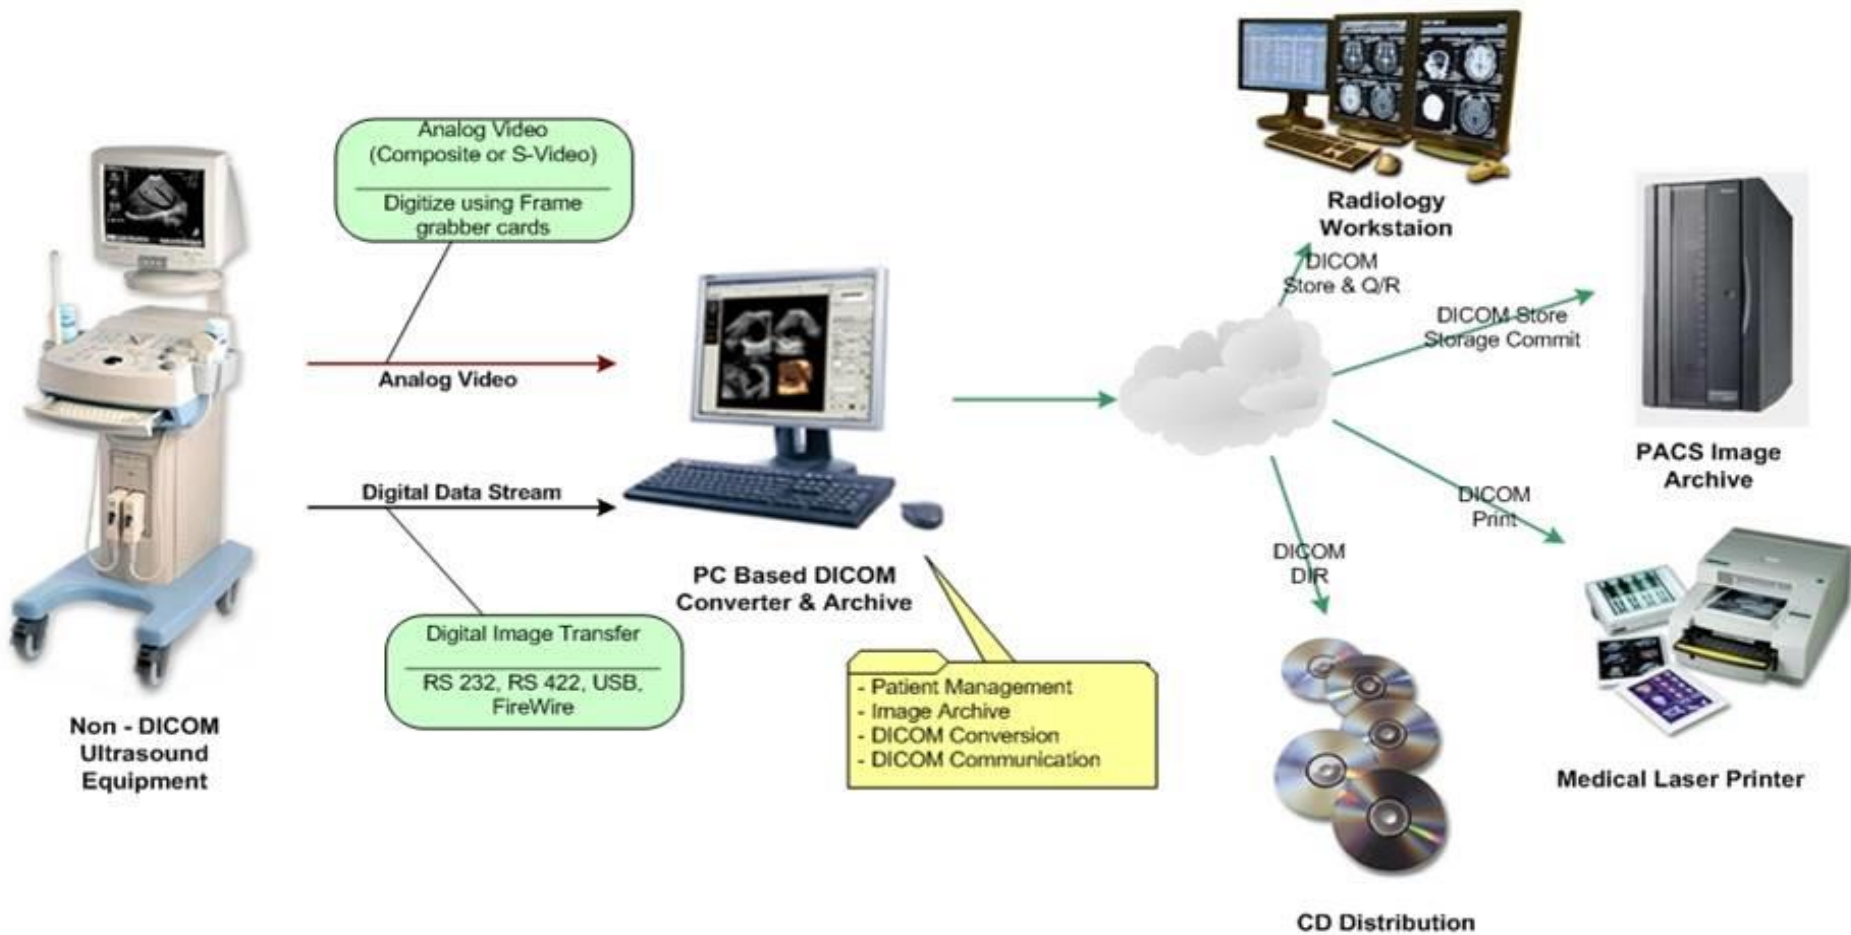 Analog Video
(Composite or S-Video)
Digitize using Frame
grabber cards
Analog Video
Digital Data Stream
Digital Image Transfer
RS 232, RS 422, USB,
FireWire
Non - DICOM
Ultrasound
Equipment
PC Based DICOM
Converter & Archive
- Patient Management
- Image Archive
- DICOM Conversion
- DICOM Communication
Radiology
Workstaion
DICOM
Store & Q/R
DICOM Store
Storage Commit
PACS Image
Archive
DICOM
Print
Medical Laser Printer
DICOM
DIR
CD Distribution